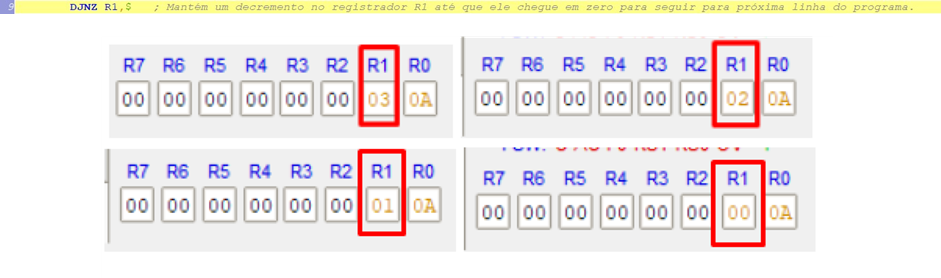 9 DJNZ R1,$ ; Mantém um decremento no registrador R1 até que ele chegue em zero para seguir para próxima linha do programa.
R7 R6 R5 R4 R3 R2 R1 R0
00 00 00 00 00 00 03 0A
R7 R6 R5 R4 R3 R2 R1 R0
00 00 00 00 00 00 02 0A
R7 R6 R5 R4 R3 R2 R1 R0
00 00 00 00 00 00 01 0A
R7 R6 R5 R4 R3 R2 R1 R0
00 00 00 00 00 00 00 0A